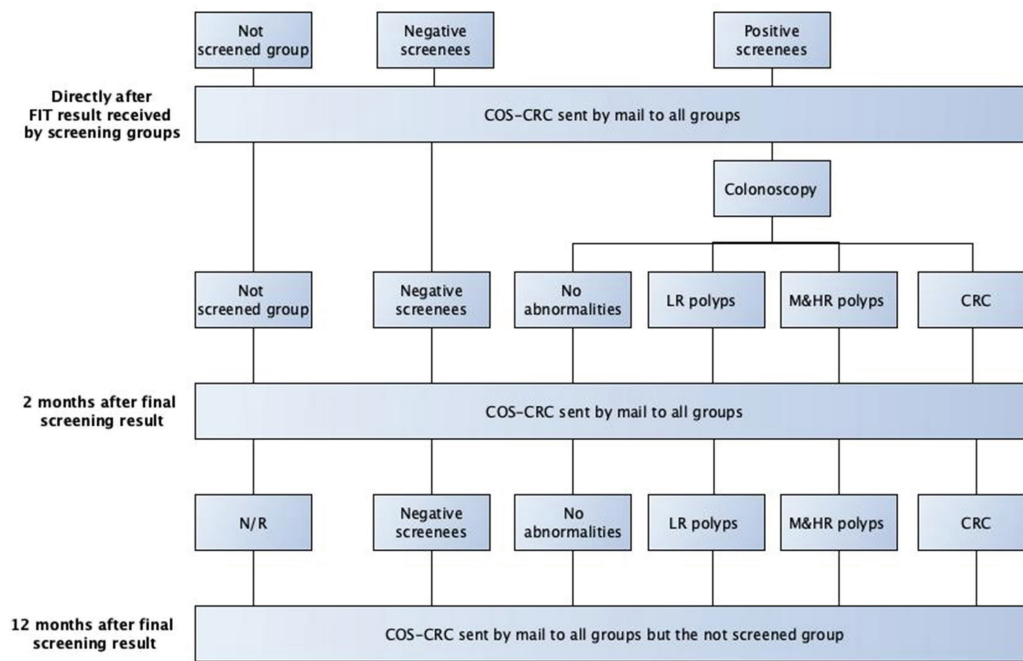 Not
screened group
Negative
screenees
Positive
screenees
Directly after
FIT result received
by screening groups
COS-CRC sent by mail to all groups
Colonoscopy
Not
screened group
Negative
screenees
No
abnormalities
LR polyps
M&HR polyps
CRC
2 months after final
screening result
COS-CRC sent by mail to all groups
N/R
Negative
screenees
No
abnormalities
LR polyps
M&HR polyps
CRC
12 months after final
screening result
COS-CRC sent by mail to all groups but the not screened group